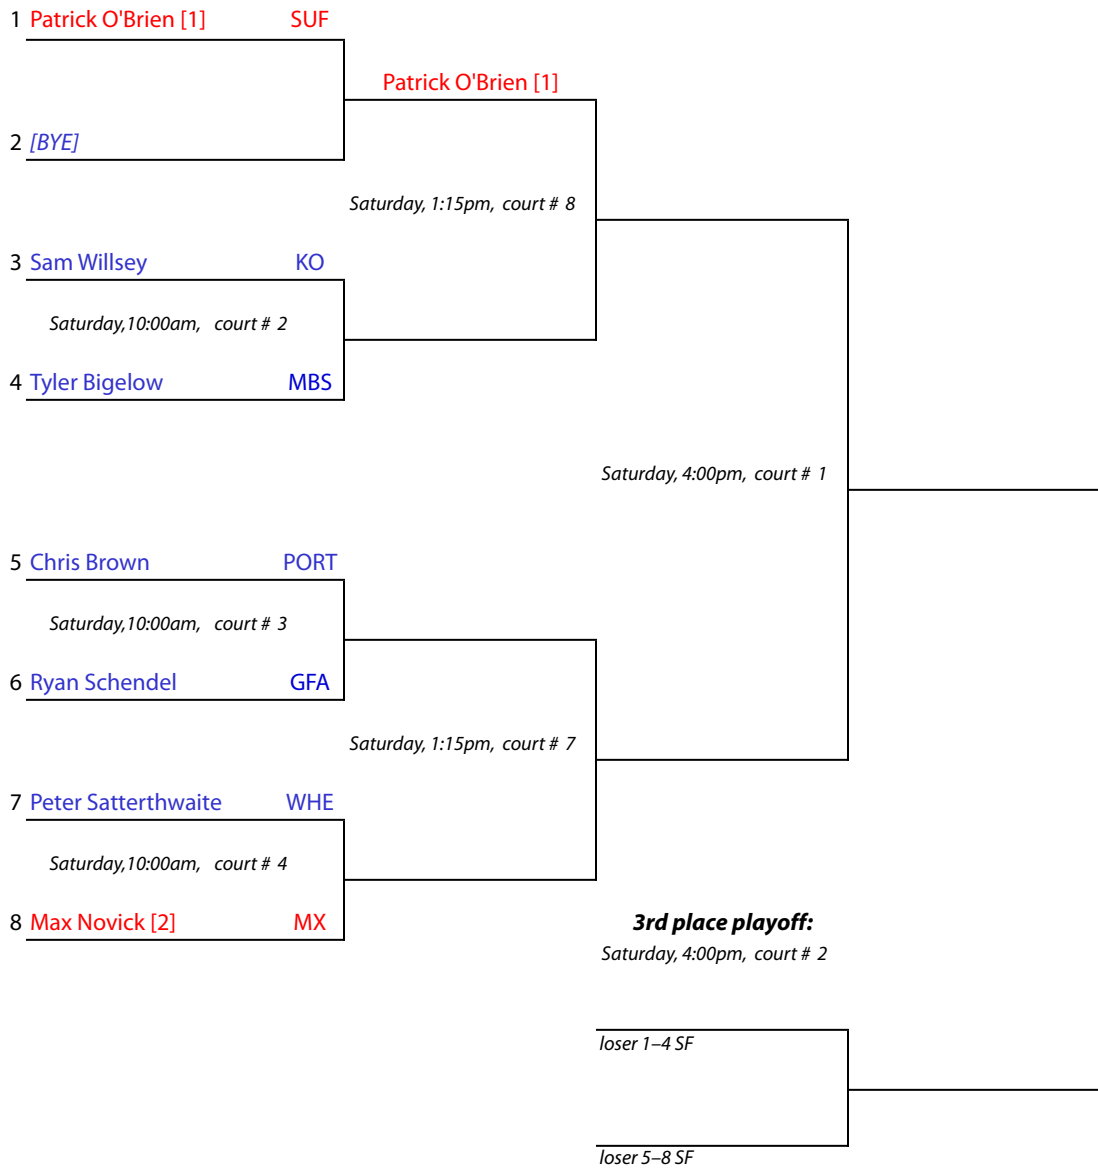 1 Patrick O'Brien [1] SUF
Patrick O'Brien [1]
2 [BYE]
Saturday, 1:15pm, court # 8
3 Sam Willsey KO
Saturday,10:00am, court # 2
4 Tyler Bigelow MBS
Saturday, 4:00pm, court # 1
5 Chris Brown PORT
Saturday,10:00am, court # 3
6 Ryan Schendel GFA
Saturday, 1:15pm, court # 7
7 Peter Satterthwaite WHE
Saturday,10:00am, court # 4
8 Max Novick [2] MX
3rd place playoff:
Saturday, 4:00pm, court # 2
loser 1–4 SF
loser 5–8 SF